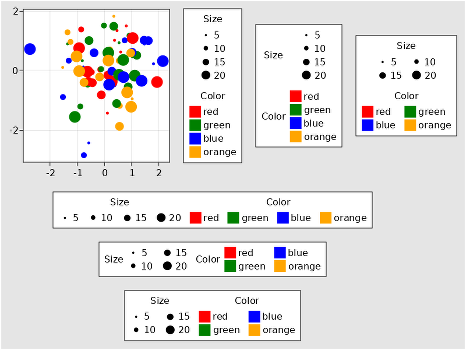 2
0
-2
-2 -1 0 1 2
Size
5
10
15
20
Color
red
green
blue
orange
Size
5
10
15
20
Color
red
green
blue
orange
Size
5 10
15 20
Color
red green
blue orange
Size Color
5 10 15 20 red green blue orange
Size 5 15 Color red blue
10 20 green orange
Size Color
5 15 red blue
10 20 green orange